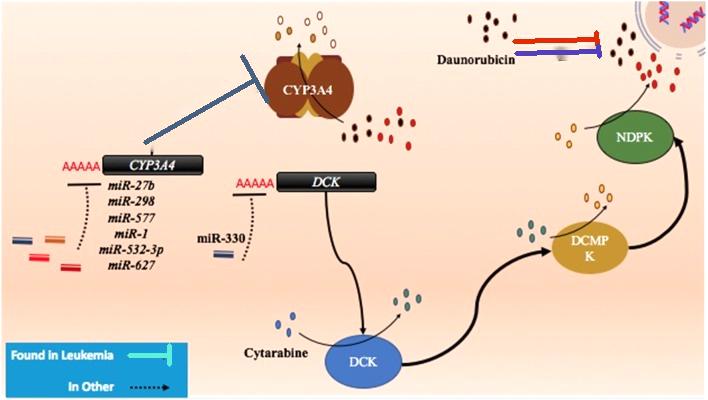 Daunorubicin
CYP3A4
NDPK
AAAAA CYP3A4
miR-27b
miR-298
miR-577
miR-1
miR-532-3p
miR-627
AAAAA DCK
miR-330
DCMP
K
Cytarabine
DCK
Found in Leukemia
In Other